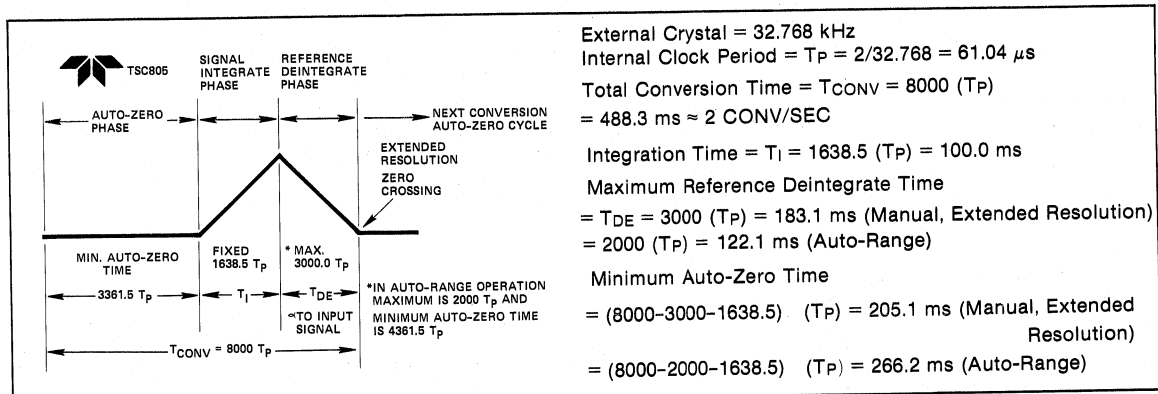 TSC805
SIGNAL
INTEGRATE
PHASE
REFERENCE
DEINTEGRATE
PHASE
AUTO-ZERO
PHASE
NEXT CONVERSION
AUTO-ZERO CYCLE
EXTENDED
RESOLUTION
ZERO
CROSSING
MIN. AUTO-ZERO
TIME
FIXED
1638.5 TP
* MAX.
3000.0 TP
3361.5 TP
TI
TDE
∝TO INPUT
SIGNAL
*IN AUTO-RANGE OPERATION
MAXIMUM IS 2000 TP AND
MINIMUM AUTO-ZERO TIME
IS 4361.5 TP
TCONV = 8000 TP
External Crystal = 32.768 kHz
Internal Clock Period = TP = 2/32.768 = 61.04 μs
Total Conversion Time = TCONV = 8000 (TP)
= 488.3 ms ≈ 2 CONV/SEC
Integration Time = TI = 1638.5 (TP) = 100.0 ms
Maximum Reference Deintegrate Time
= TDE = 3000 (TP) = 183.1 ms (Manual, Extended Resolution)
= 2000 (TP) = 122.1 ms (Auto-Range)
Minimum Auto-Zero Time
= (8000–3000–1638.5) (TP) = 205.1 ms (Manual, Extended
Resolution)
= (8000–2000–1638.5) (TP) = 266.2 ms (Auto-Range)